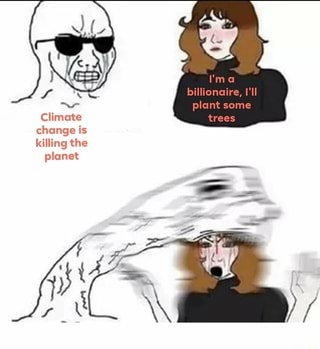 Climate
change is
killing the
planet
I'm a
billionaire, I'll
plant some
trees